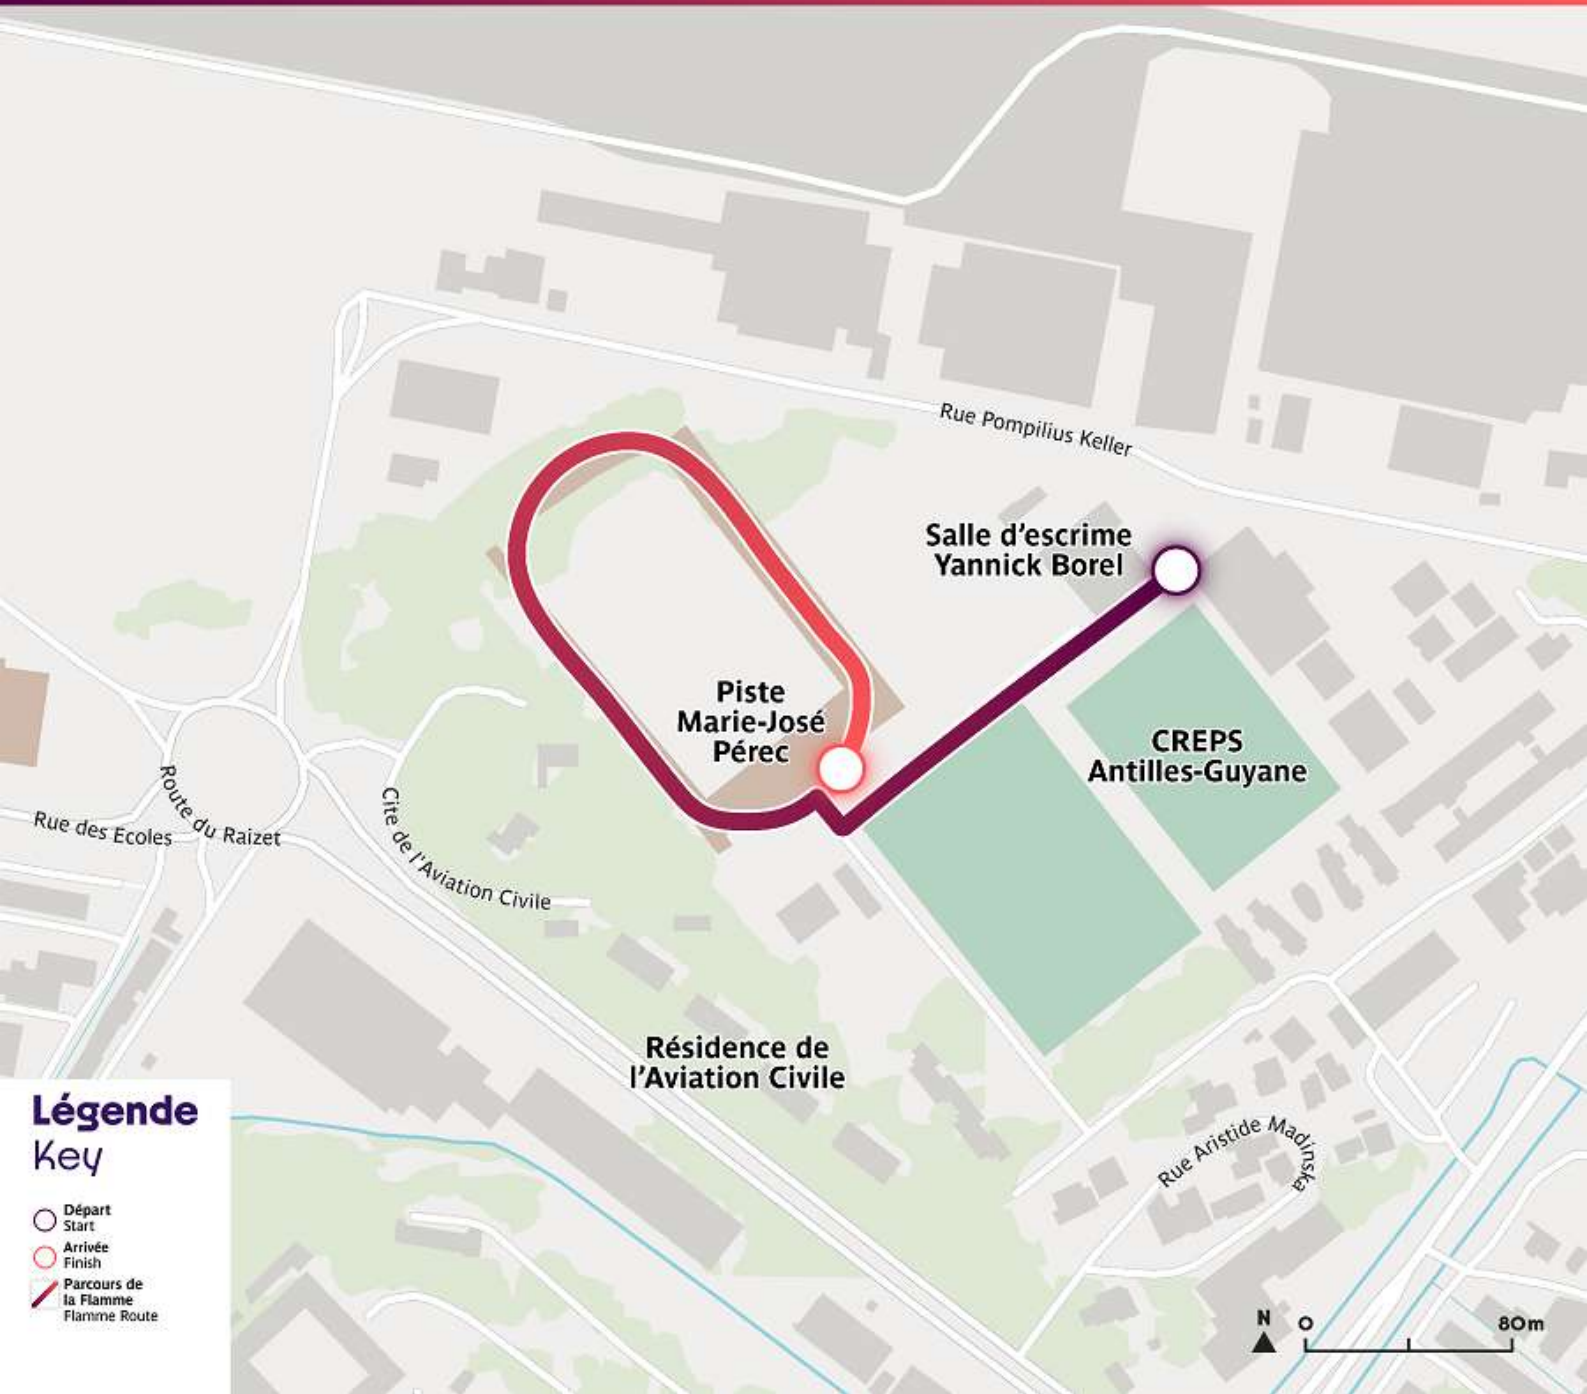 Rue Pompilius Keller
Salle d'escrime
Yannick Borel
Piste
Marie-José
Pérec
CREPS
Antilles-Guyane
Route du Raizet
Rue des Ecoles
Cite de l'Aviation Civile
Résidence de
l'Aviation Civile
Rue Aristide Madinska
Légende
Key
Départ
Start
Arrivée
Finish
Parcours de
la Flamme
Flamme Route
N 0 80m